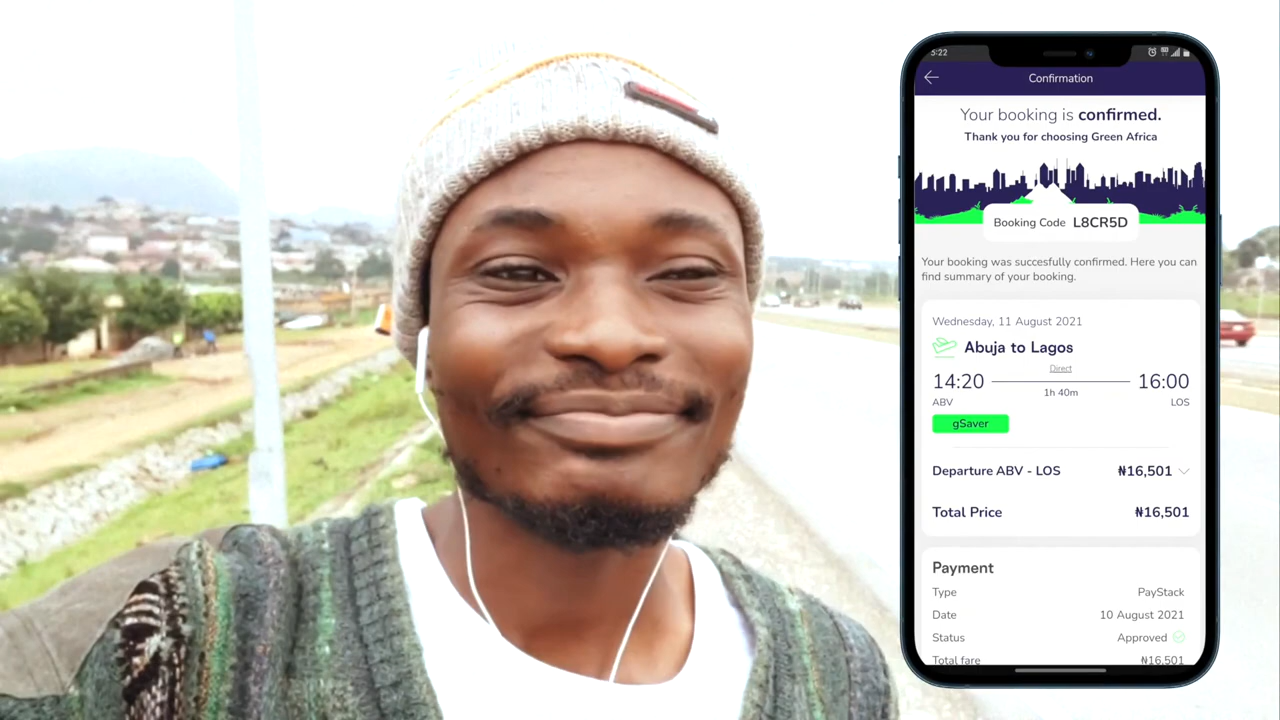 5:22
Confirmation
Your booking is confirmed.
Thank you for choosing Green Africa
Booking Code L8CR5D
Your booking was succesfully confirmed. Here you can
find summary of your booking.
Wednesday, 11 August 2021
Abuja to Lagos
Direct
14:20 16:00
1h 40m
ABV LOS
gSaver
Departure ABV - LOS ₦16,501
Total Price ₦16,501
Payment
Type PayStack
Date 10 August 2021
Status Approved
Total fare ₦16,501